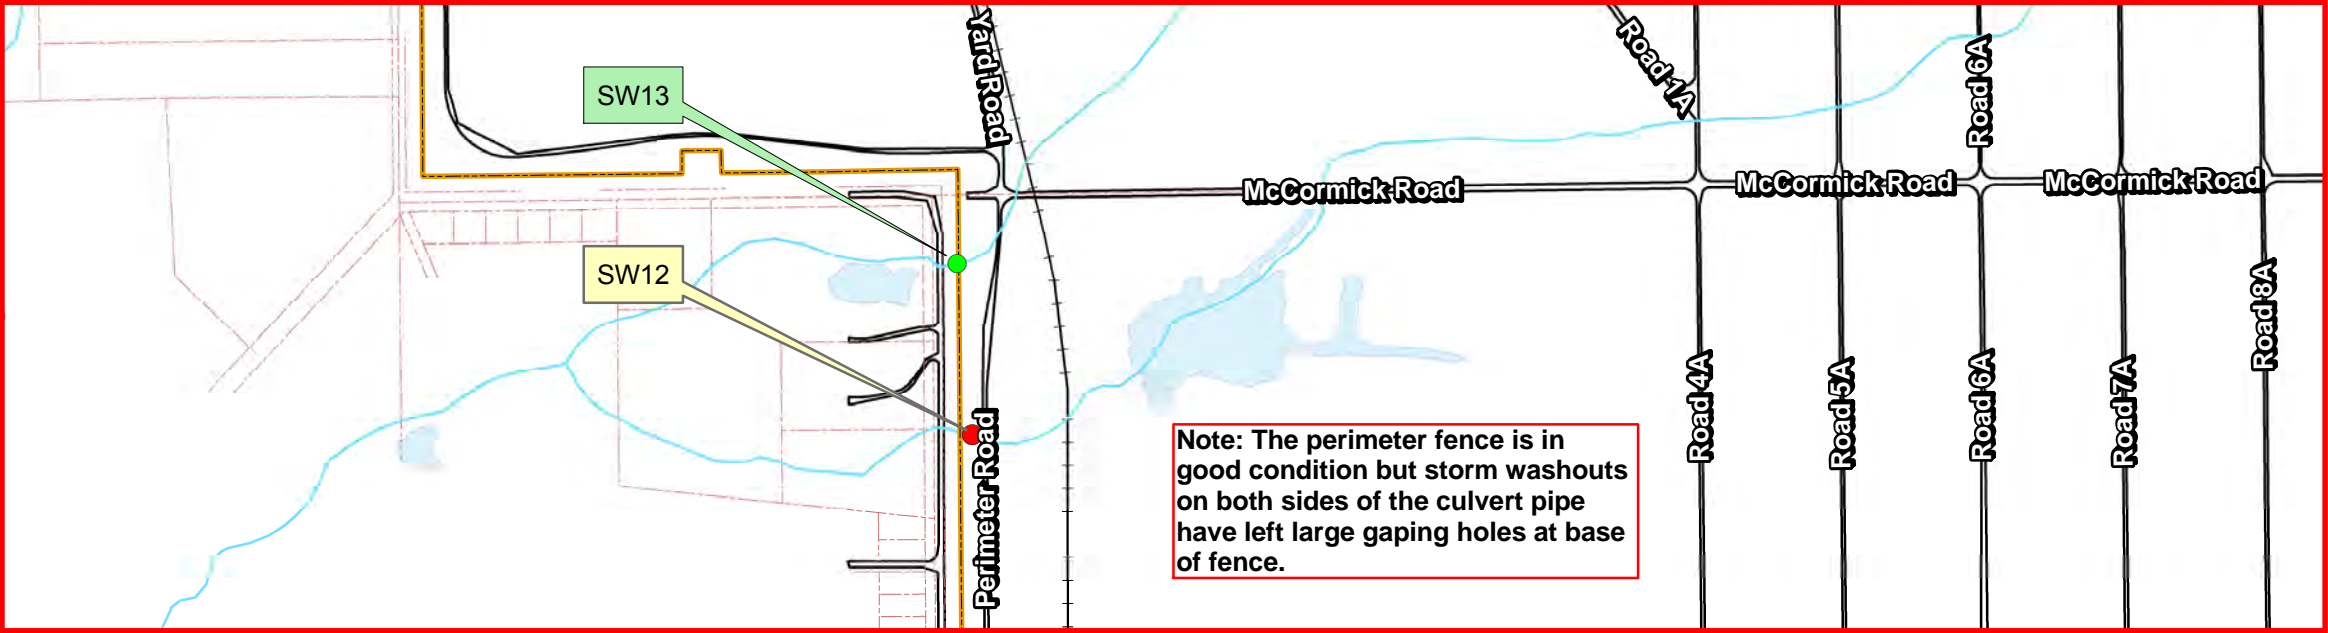 Yard Road
Road 1A
Road 6A
SW13
McCormick Road
McCormick Road
McCormick Road
SW12
Road 8A
Road 4A
Road 5A
Road 6A
Road 7A
Perimeter Road
Note: The perimeter fence is in
good condition but storm washouts
on both sides of the culvert pipe
have left large gaping holes at base
of fence.